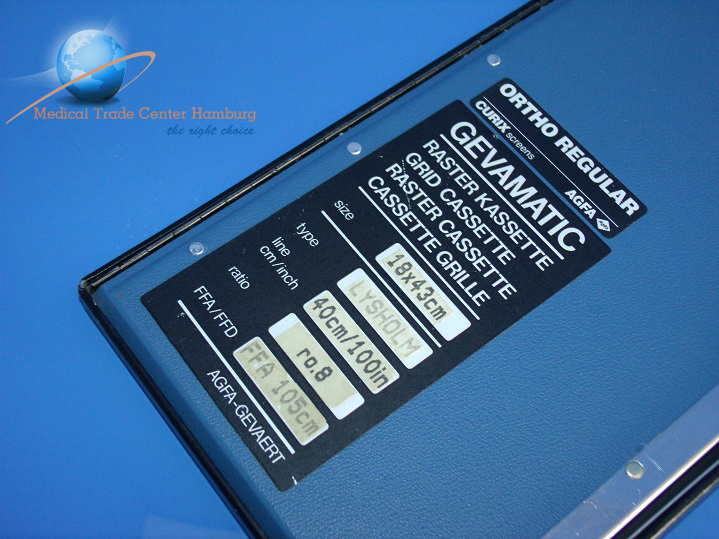 Medical Trade Center Hamburg
the right choice
ORTHO REGULAR
CURIX screens
AGFA
GEVAMATIC
RASTER KASSETTE
GRID CASSETTE
RASTER CASSETTE
CASSETTE GRILLE
size 18x43cm
type LYSHOLM
line cm/inch 40cm/100in
ratio ra.8
FFA/FFD FFA 105cm
AGFA-GEVAERT